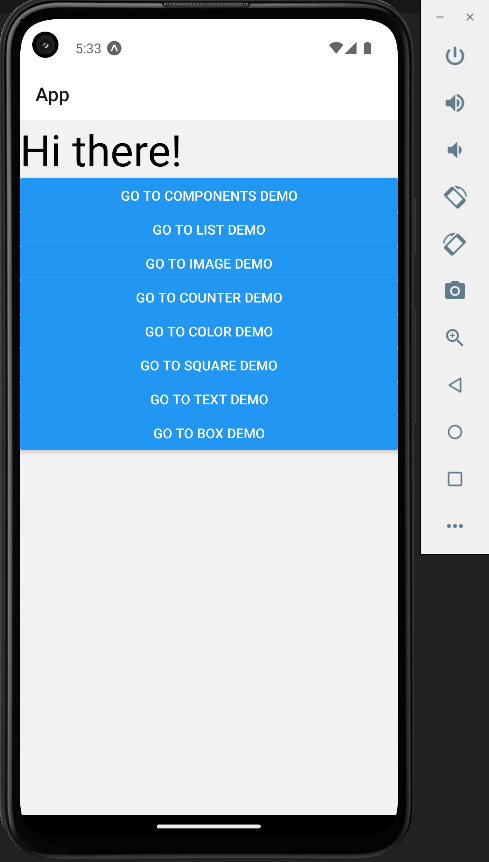 5:33
App
Hi there!
GO TO COMPONENTS DEMO
GO TO LIST DEMO
GO TO IMAGE DEMO
GO TO COUNTER DEMO
GO TO COLOR DEMO
GO TO SQUARE DEMO
GO TO TEXT DEMO
GO TO BOX DEMO